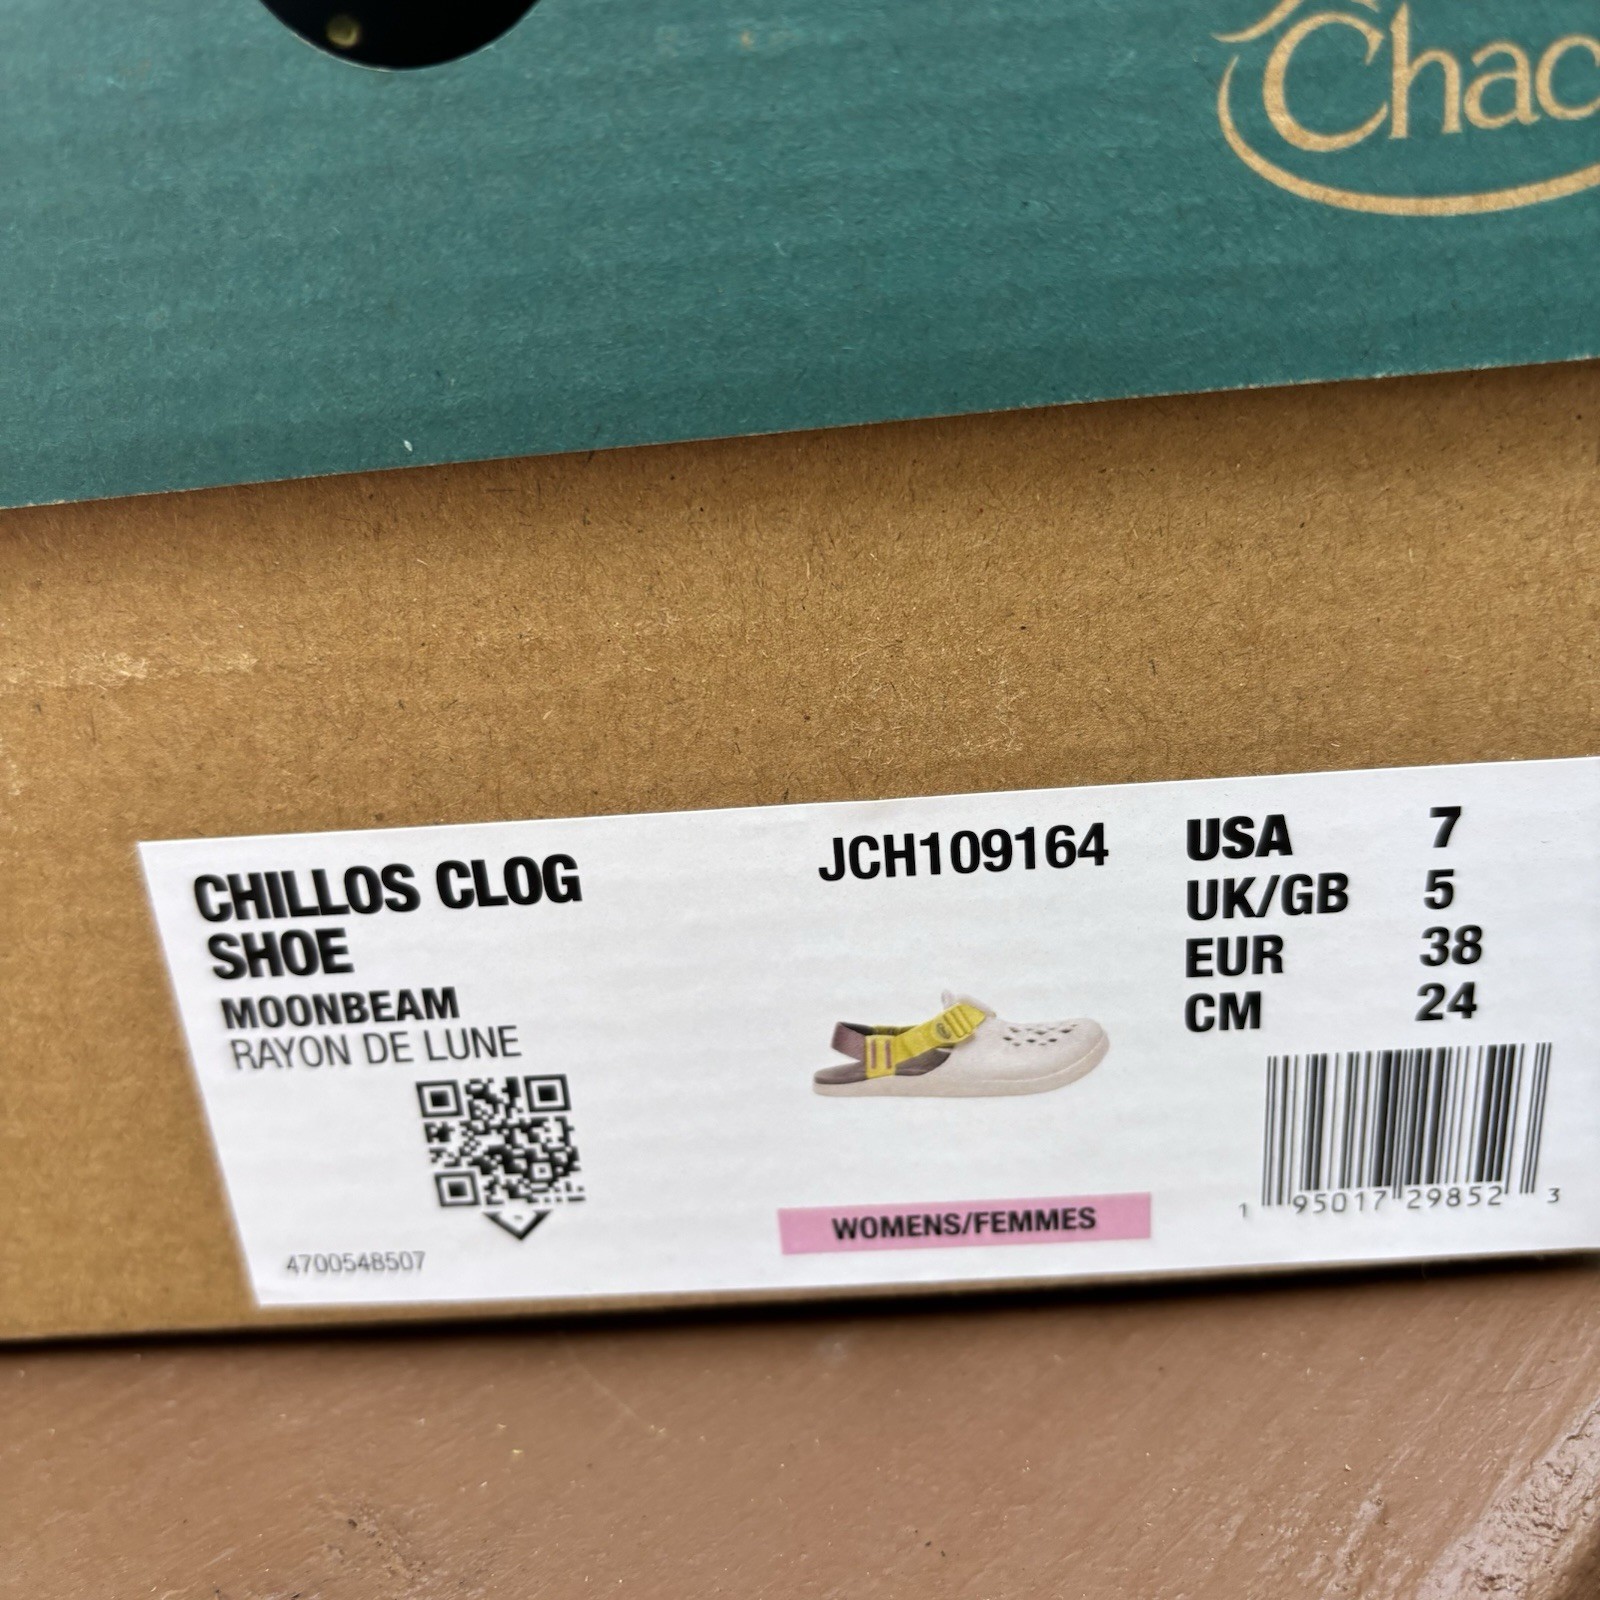 Chac
CHILLOS CLOG
SHOE
MOONBEAM
RAYON DE LUNE
4700548507
JCH109164
WOMENS/FEMMES
USA 7
UK/GB 5
EUR 38
CM 24
1 95017 29852 3